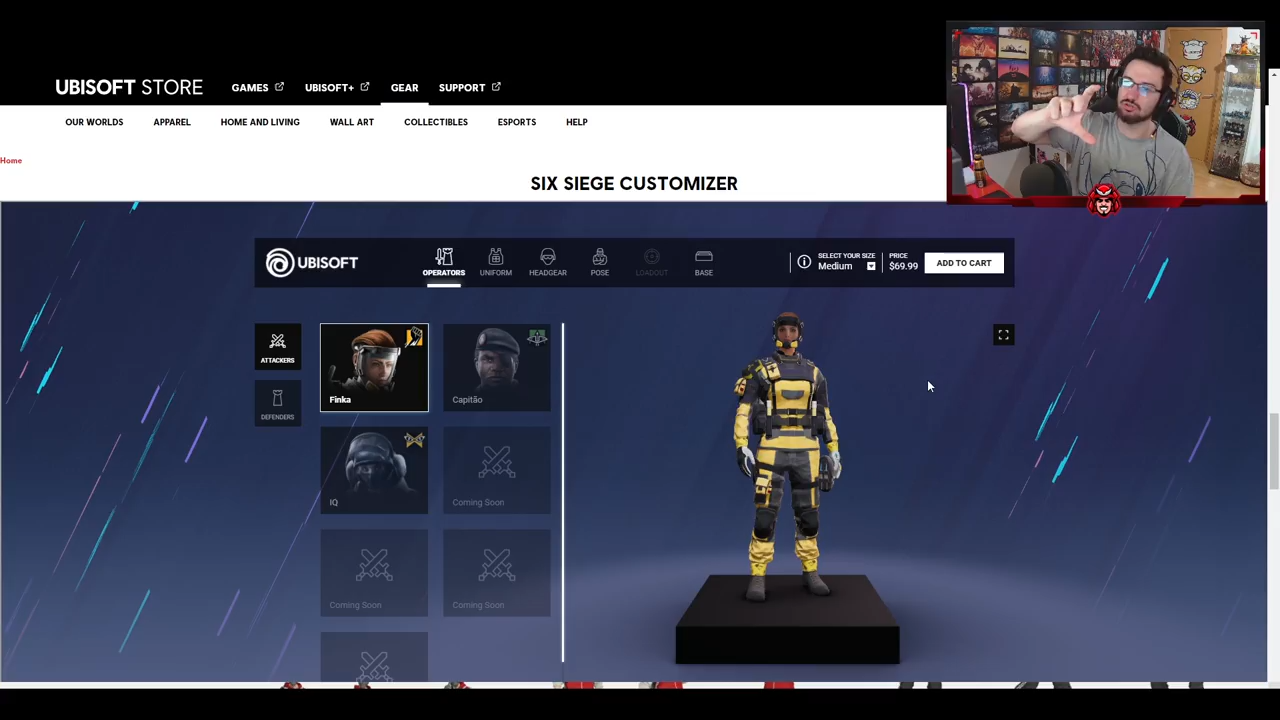 UBISOFT STORE
GAMES
UBISOFT+
GEAR
SUPPORT
OUR WORLDS
APPAREL
HOME AND LIVING
WALL ART
COLLECTIBLES
ESPORTS
HELP
Home
SIX SIEGE CUSTOMIZER
UBISOFT
OPERATORS
UNIFORM
HEADGEAR
POSE
LOADOUT
BASE
SELECT YOUR SIZE
Medium
PRICE
$69.99
ADD TO CART
ATTACKERS
DEFENDERS
Finka
Capitão
IQ
Coming Soon
Coming Soon
Coming Soon